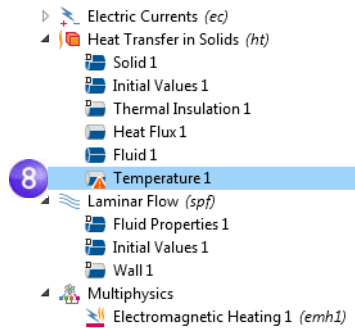 Electric Currents (ec)
Heat Transfer in Solids (ht)
D Solid 1
D Initial Values 1
D Thermal Insulation 1
Heat Flux 1
Fluid 1
8 Temperature 1
Laminar Flow (spf)
D Fluid Properties 1
D Initial Values 1
D Wall 1
Multiphysics
Electromagnetic Heating 1 (emh1)